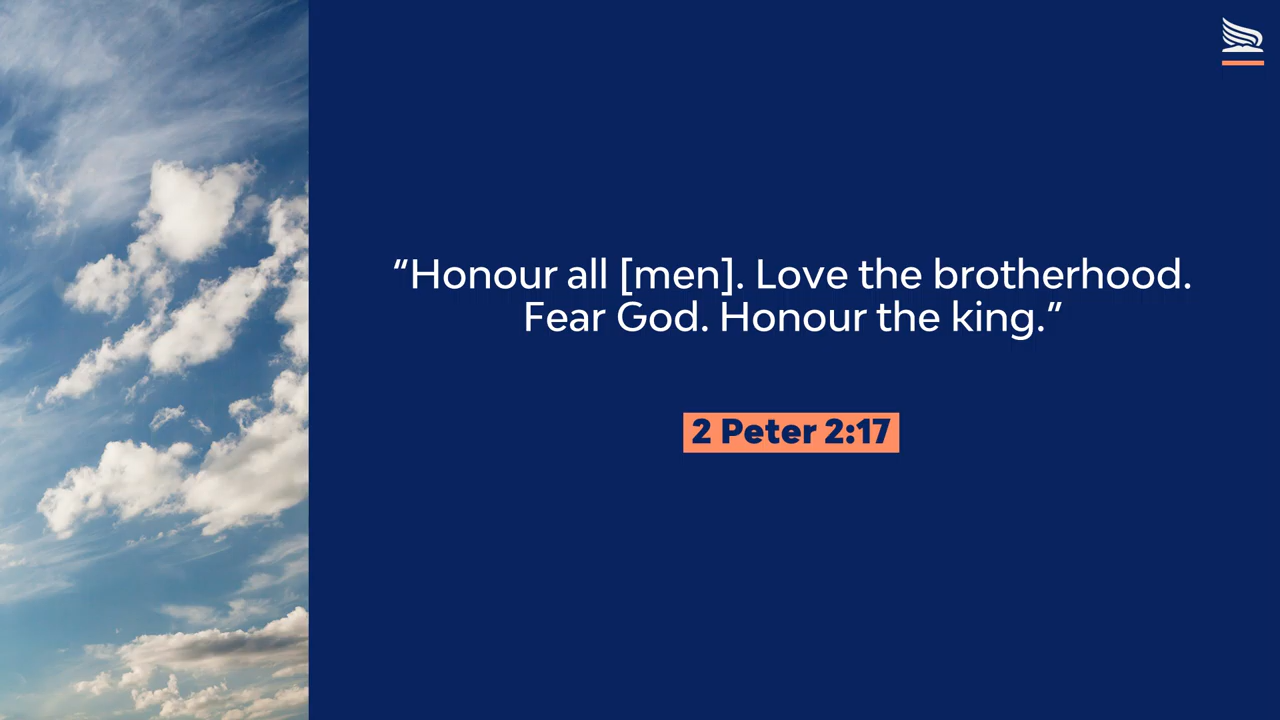 “Honour all [men]. Love the brotherhood.
Fear God. Honour the king.”
2 Peter 2:17